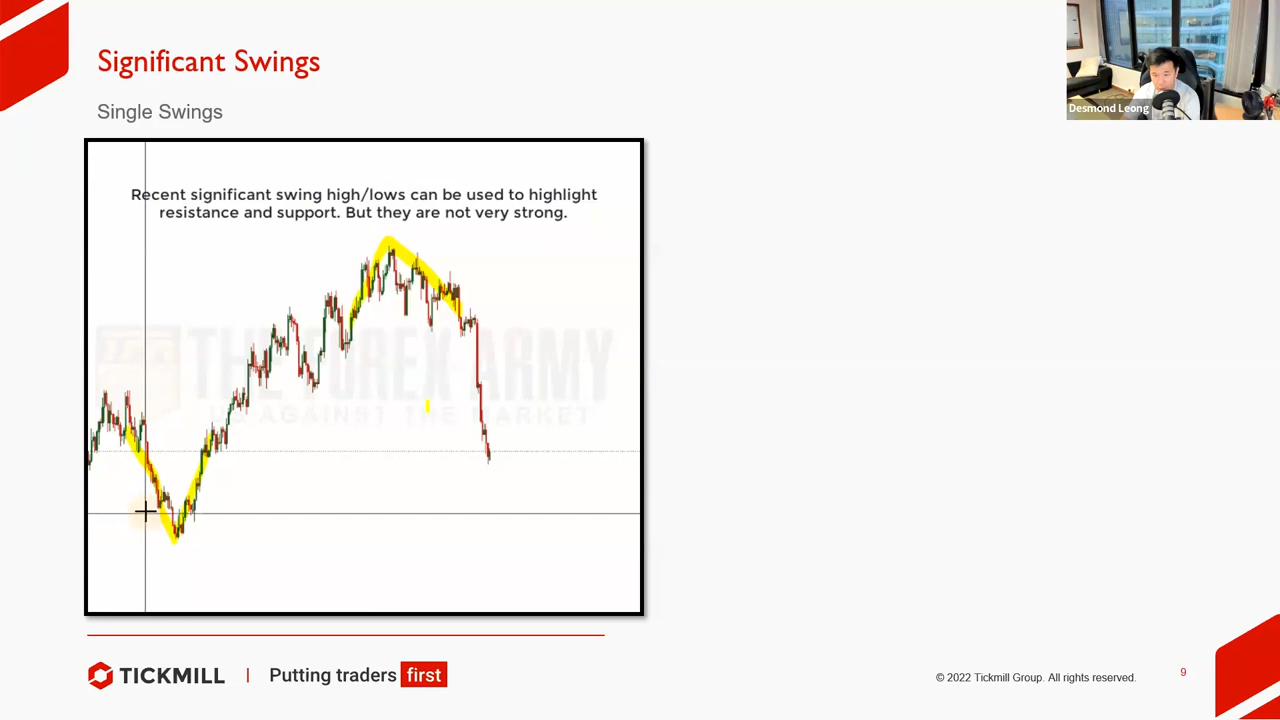 Significant Swings
Single Swings
Desmond Leong
Recent significant swing high/lows can be used to highlight
resistance and support. But they are not very strong.
THE FOREX ARMY
US AGAINST THE MARKET
TICKMILL | Putting traders first
© 2022 Tickmill Group. All rights reserved.
9